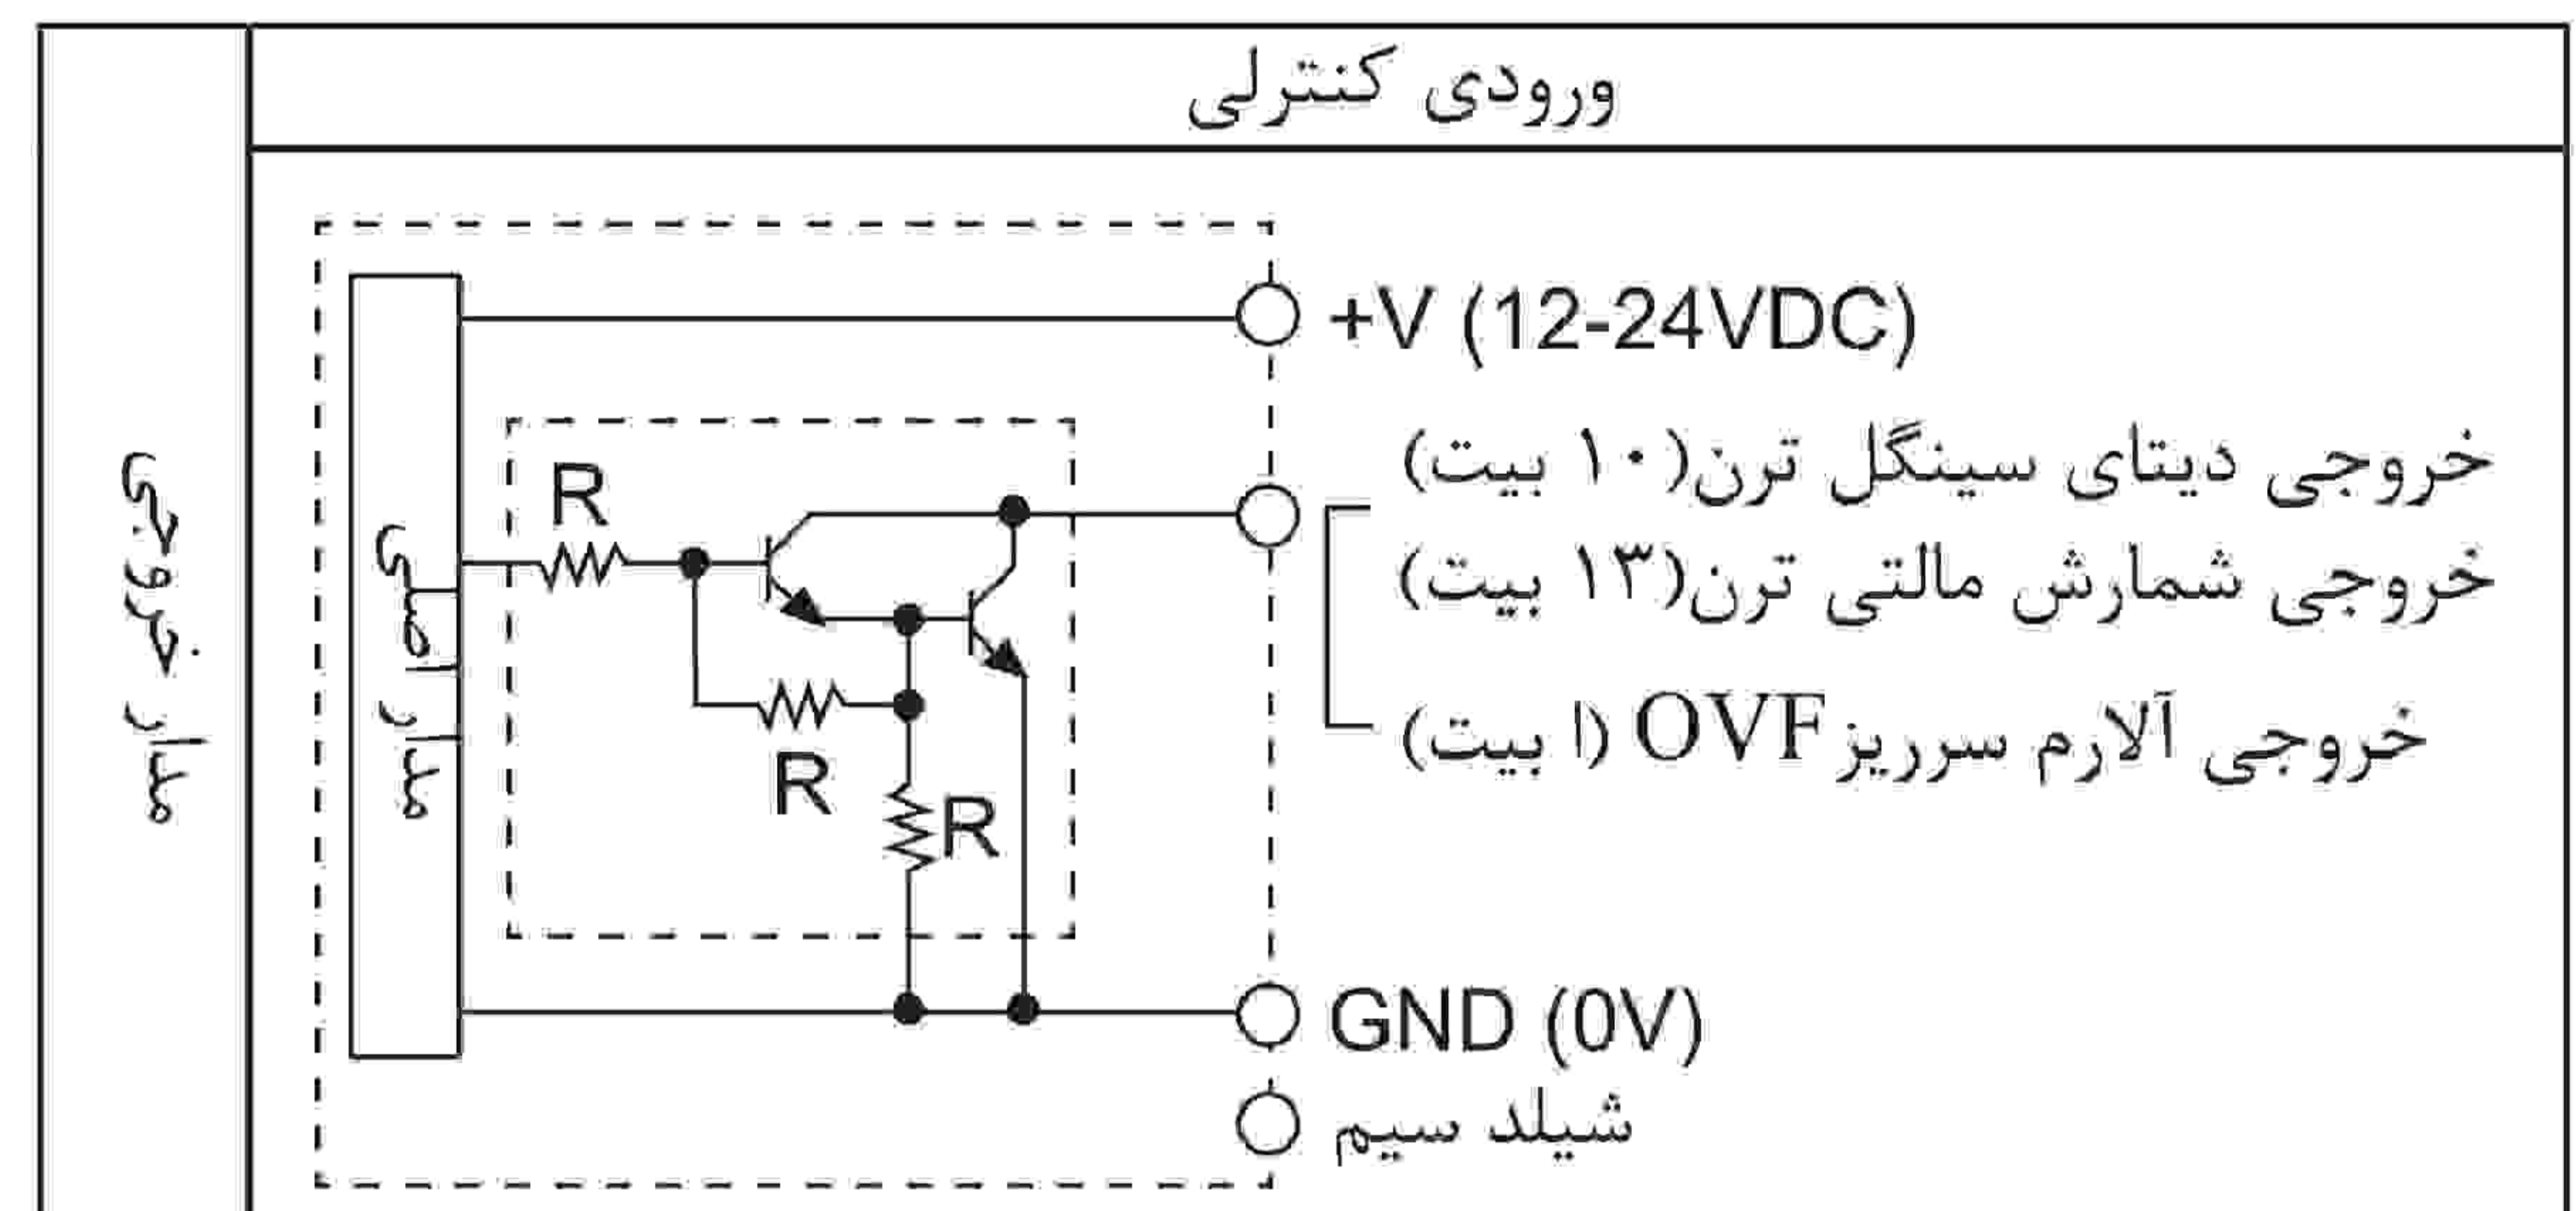 ورودی کنترلی
مدار خروجی
مدار اصلی
+V (12-24VDC)
خروجی دیتای سینگل ترن(۱۰ بیت)
خروجی شمارش مالتی ترن(۱۳ بیت)
خروجی آلارم سرریز OVF (۱ بیت)
R
R
R
GND (0V)
شیلد سیم